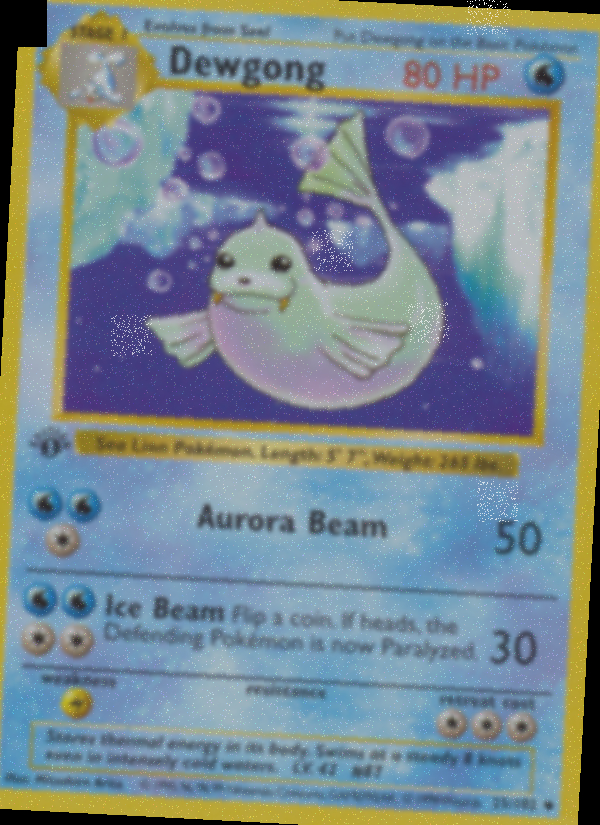 STAGE 1
Evolves from Seel Put Dewgong on the Basic Pokémon
Dewgong 80 HP
Sea Lion Pokémon. Length: 5' 7", Weight: 265 lbs.
Aurora Beam 50
Ice Beam Flip a coin. If heads, the
Defending Pokémon is now Paralyzed. 30
weakness resistance retreat cost
Stores thermal energy in its body. Swims at a steady 8 knots
even in intensely cold waters. LV. 42 #87
25/102